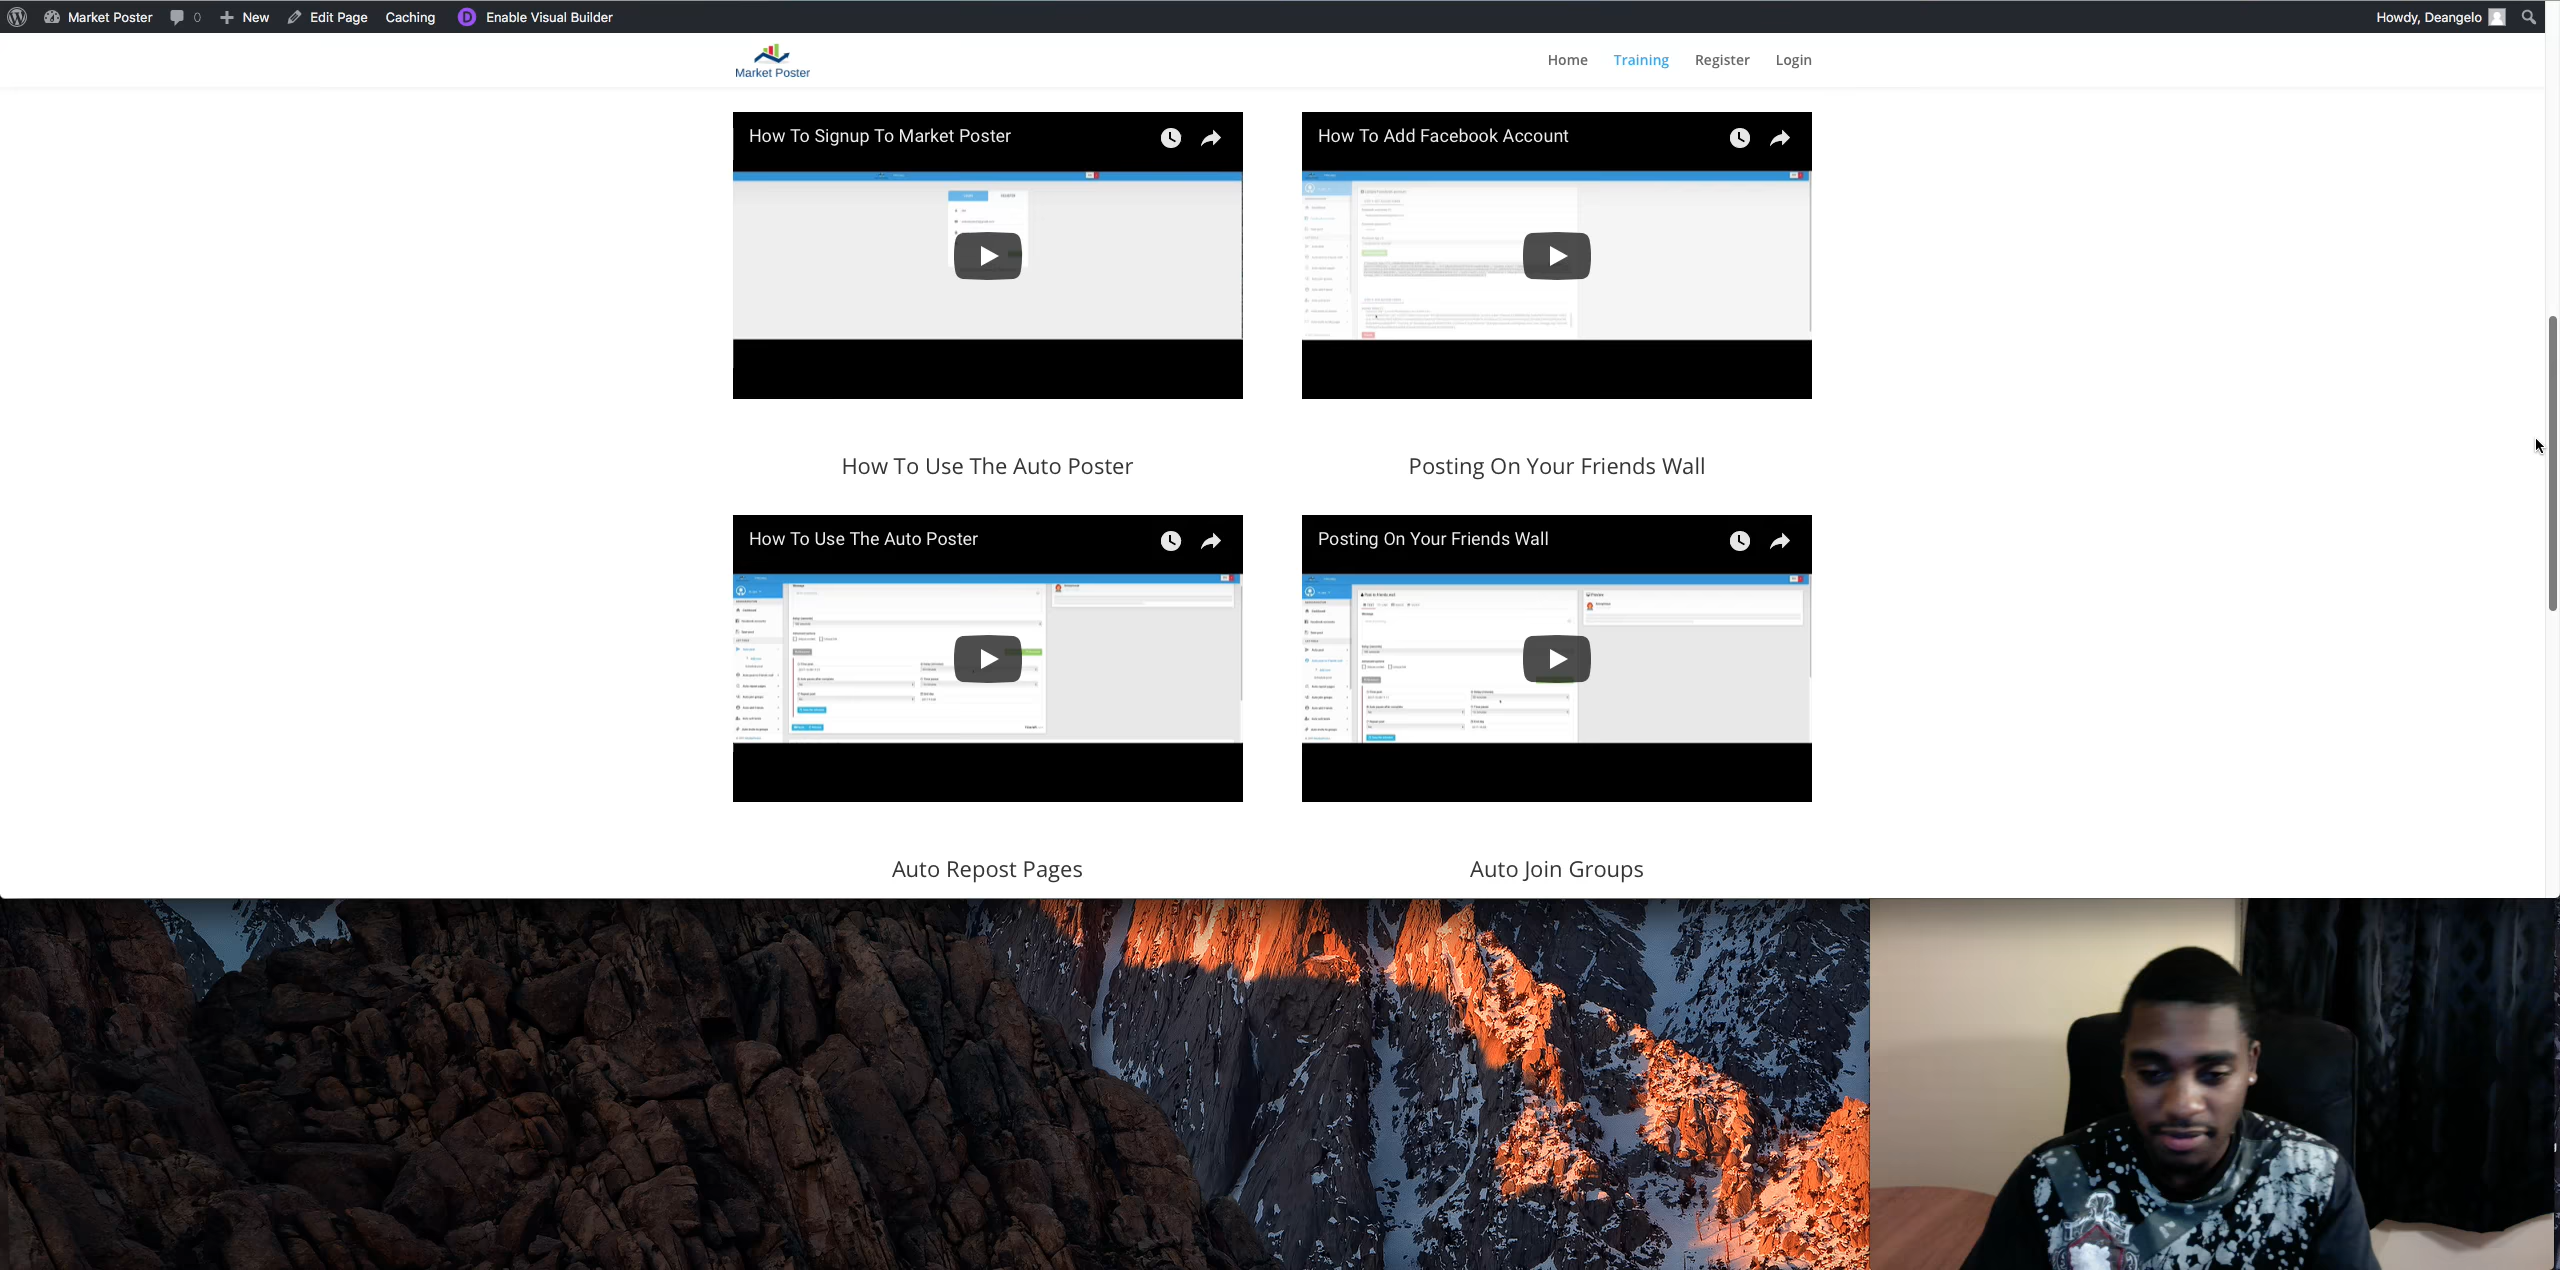 Market Poster 0 New Edit Page Caching D Enable Visual Builder Howdy, Deangelo
Market Poster
Home Training Register Login
How To Signup To Market Poster
How To Add Facebook Account
How To Use The Auto Poster
Posting On Your Friends Wall
How To Use The Auto Poster
Posting On Your Friends Wall
Auto Repost Pages
Auto Join Groups